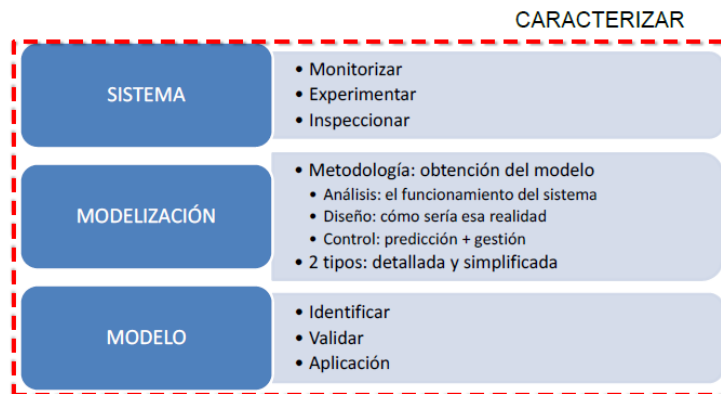 CARACTERIZAR
SISTEMA
• Monitorizar
• Experimentar
• Inspeccionar
MODELIZACIÓN
• Metodología: obtención del modelo
• Análisis: el funcionamiento del sistema
• Diseño: cómo sería esa realidad
• Control: predicción + gestión
• 2 tipos: detallada y simplificada
MODELO
• Identificar
• Validar
• Aplicación